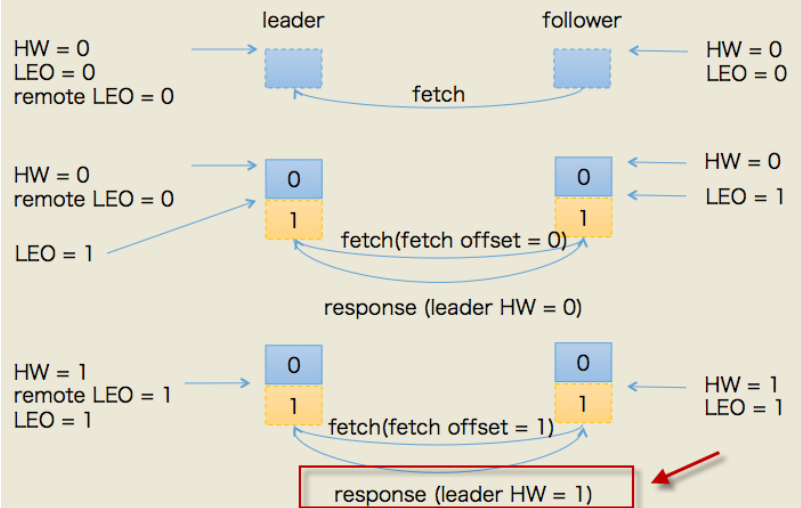 leader
follower
HW = 0
LEO = 0
remote LEO = 0
HW = 0
LEO = 0
fetch
HW = 0
remote LEO = 0
LEO = 1
0
1
0
1
HW = 0
LEO = 1
fetch(fetch offset = 0)
response (leader HW = 0)
HW = 1
remote LEO = 1
LEO = 1
0
1
0
1
HW = 1
LEO = 1
fetch(fetch offset = 1)
response (leader HW = 1)